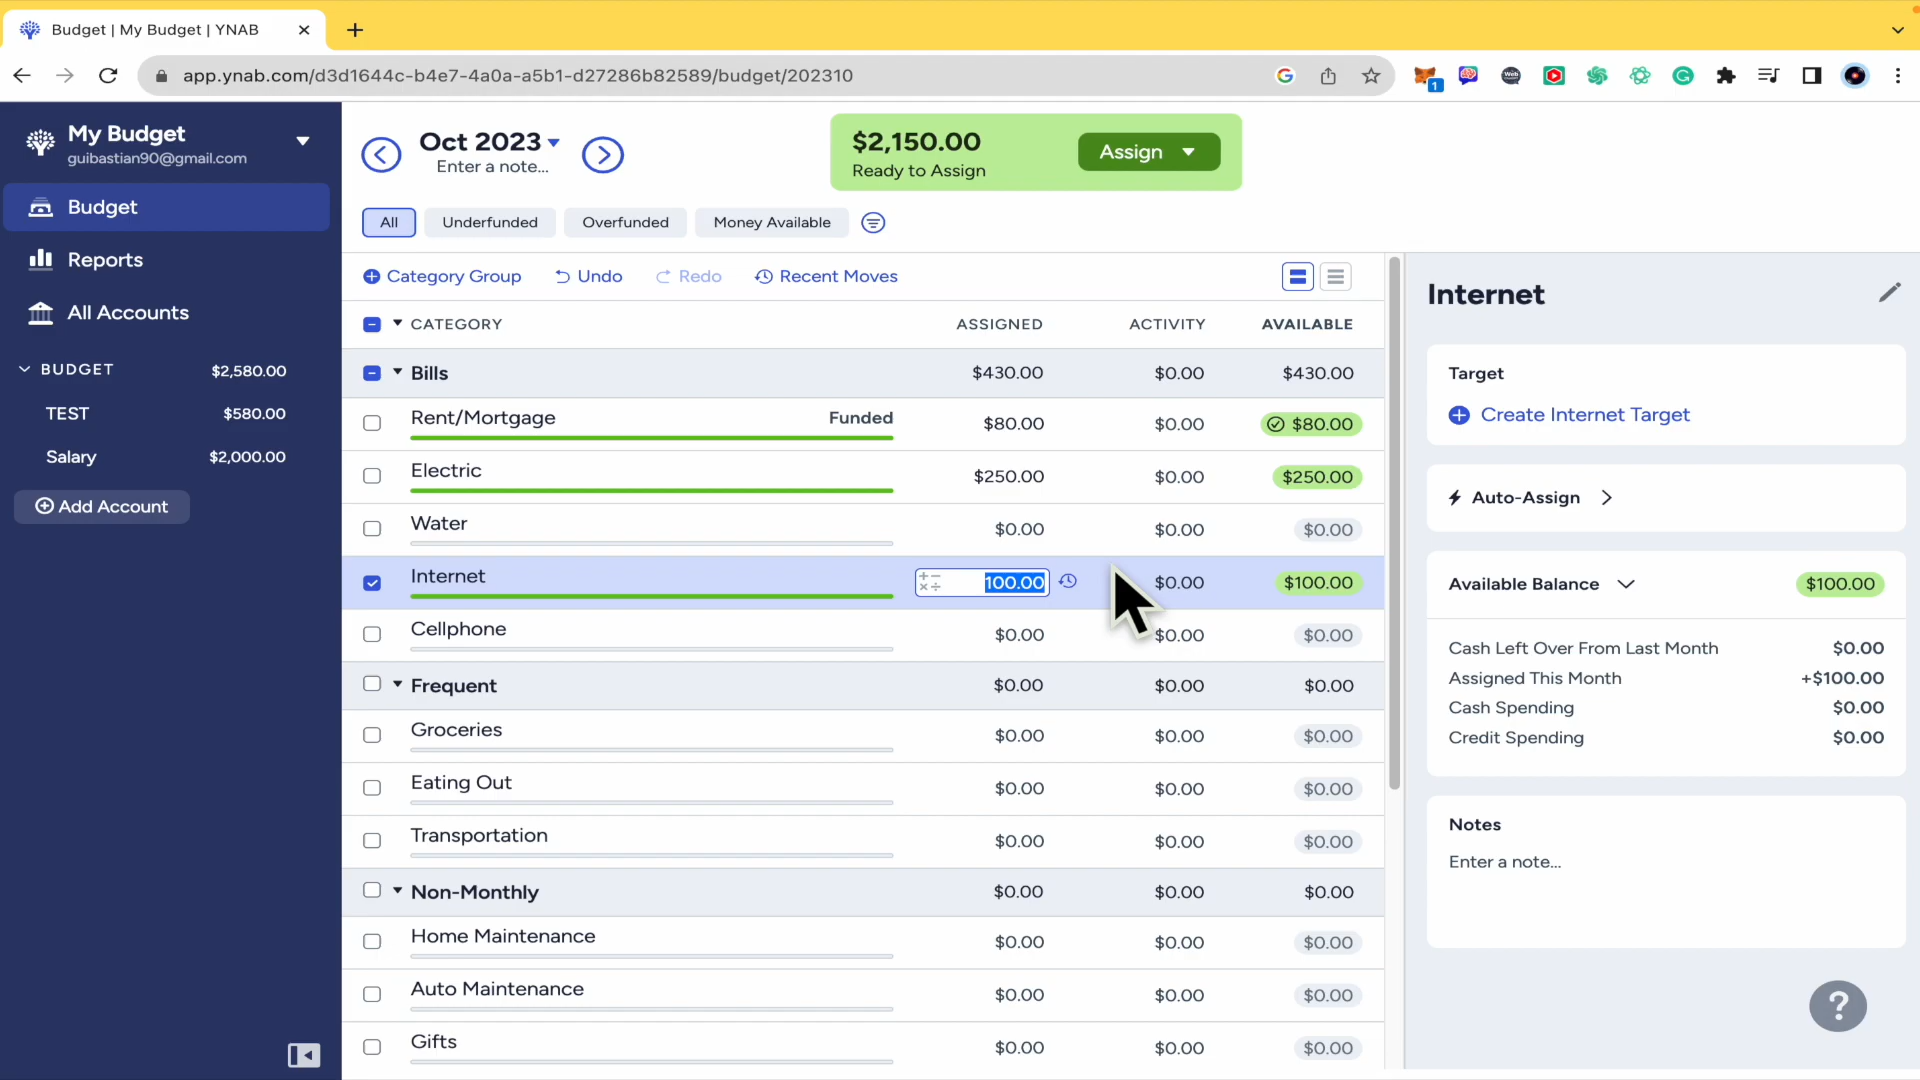 Budget | My Budget | YNAB
app.ynab.com/d3d1644c-b4e7-4a0a-a5b1-d27286b82589/budget/202310
1
My Budget
guibastian90@gmail.com
Budget
Reports
All Accounts
BUDGET $2,580.00
TEST $580.00
Salary $2,000.00
Add Account
Oct 2023
Enter a note...
$2,150.00
Ready to Assign
Assign
All Underfunded Overfunded Money Available
Category Group Undo Redo Recent Moves
CATEGORY ASSIGNED ACTIVITY AVAILABLE
Bills $430.00 $0.00 $430.00
Rent/Mortgage Funded $80.00 $0.00 $80.00
Electric $250.00 $0.00 $250.00
Water $0.00 $0.00 $0.00
Internet 100.00 $0.00 $100.00
Cellphone $0.00 $0.00 $0.00
Frequent $0.00 $0.00 $0.00
Groceries $0.00 $0.00 $0.00
Eating Out $0.00 $0.00 $0.00
Transportation $0.00 $0.00 $0.00
Non-Monthly $0.00 $0.00 $0.00
Home Maintenance $0.00 $0.00 $0.00
Auto Maintenance $0.00 $0.00 $0.00
Gifts $0.00 $0.00 $0.00
Internet
Target
Create Internet Target
Auto-Assign
Available Balance $100.00
Cash Left Over From Last Month $0.00
Assigned This Month +$100.00
Cash Spending $0.00
Credit Spending $0.00
Notes
Enter a note...
?